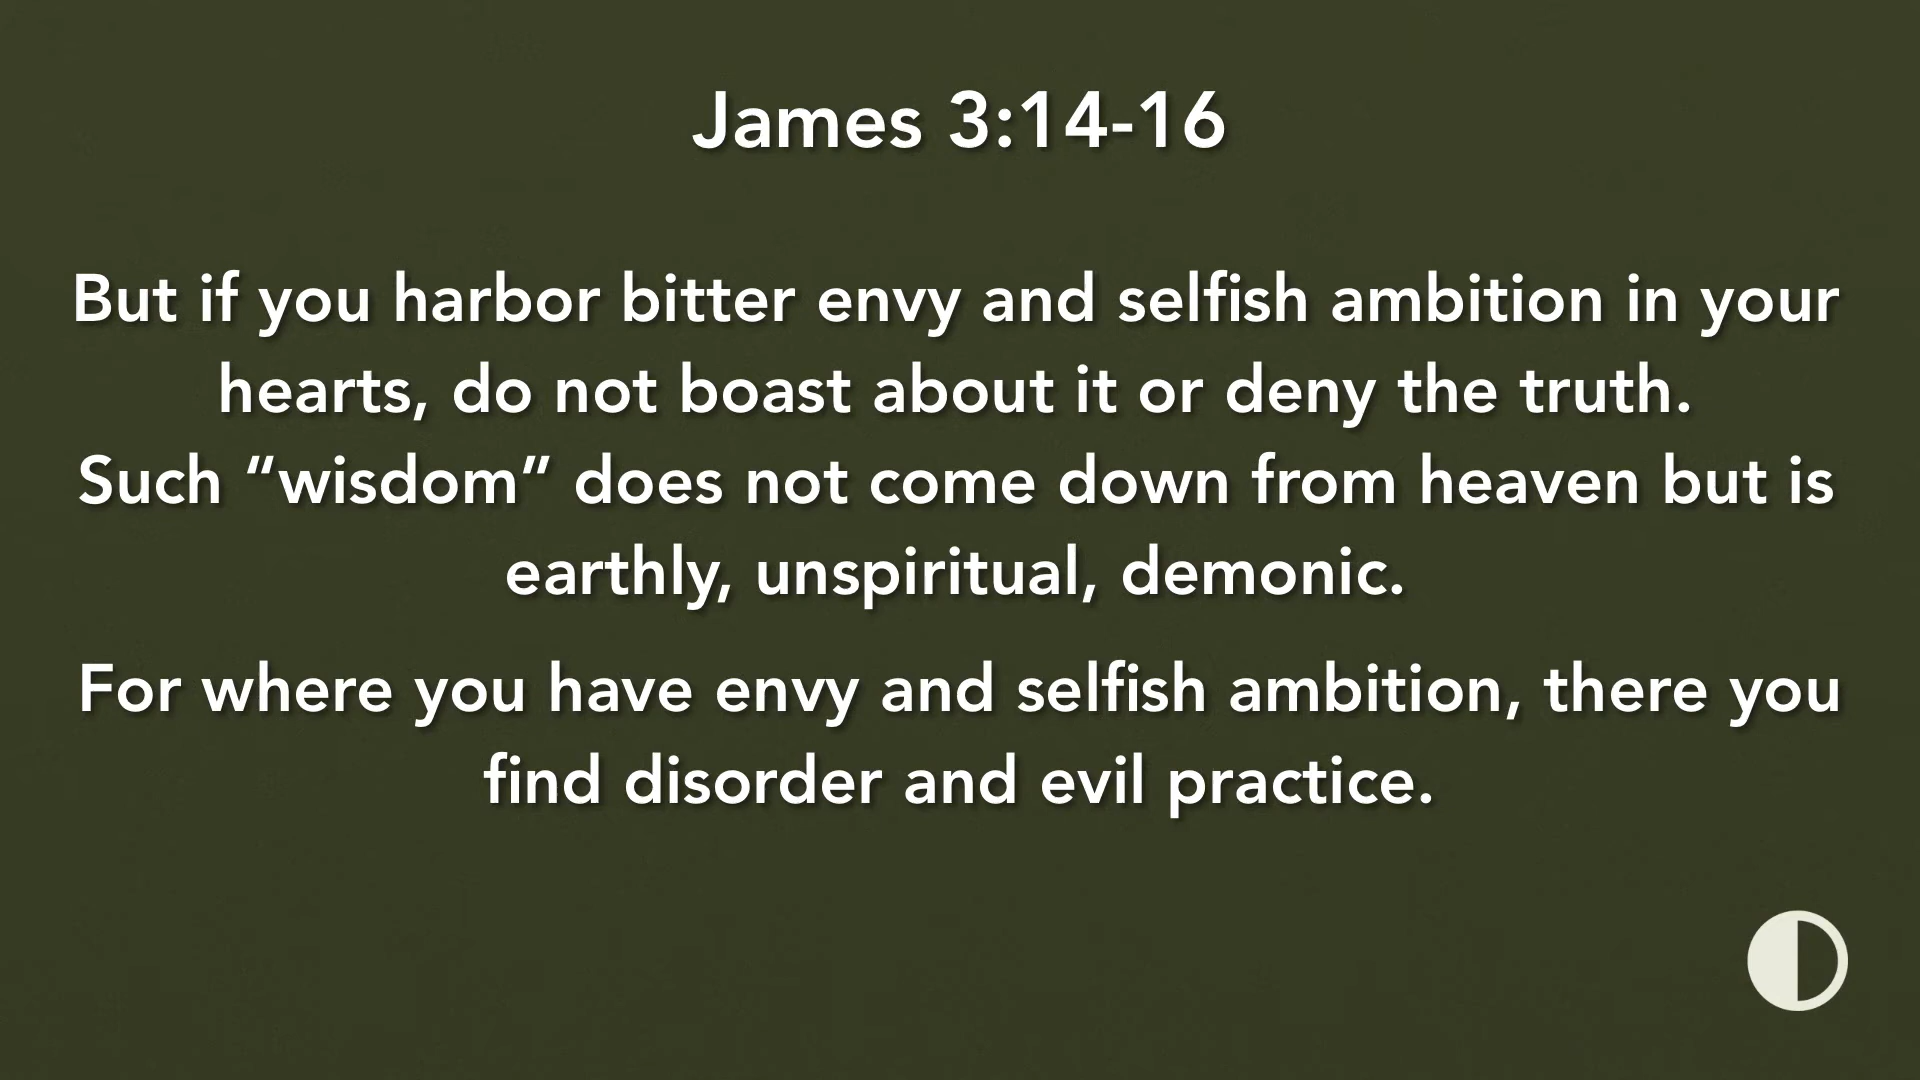 James 3:14-16
But if you harbor bitter envy and selfish ambition in your
hearts, do not boast about it or deny the truth.
Such “wisdom” does not come down from heaven but is
earthly, unspiritual, demonic.
For where you have envy and selfish ambition, there you
find disorder and evil practice.